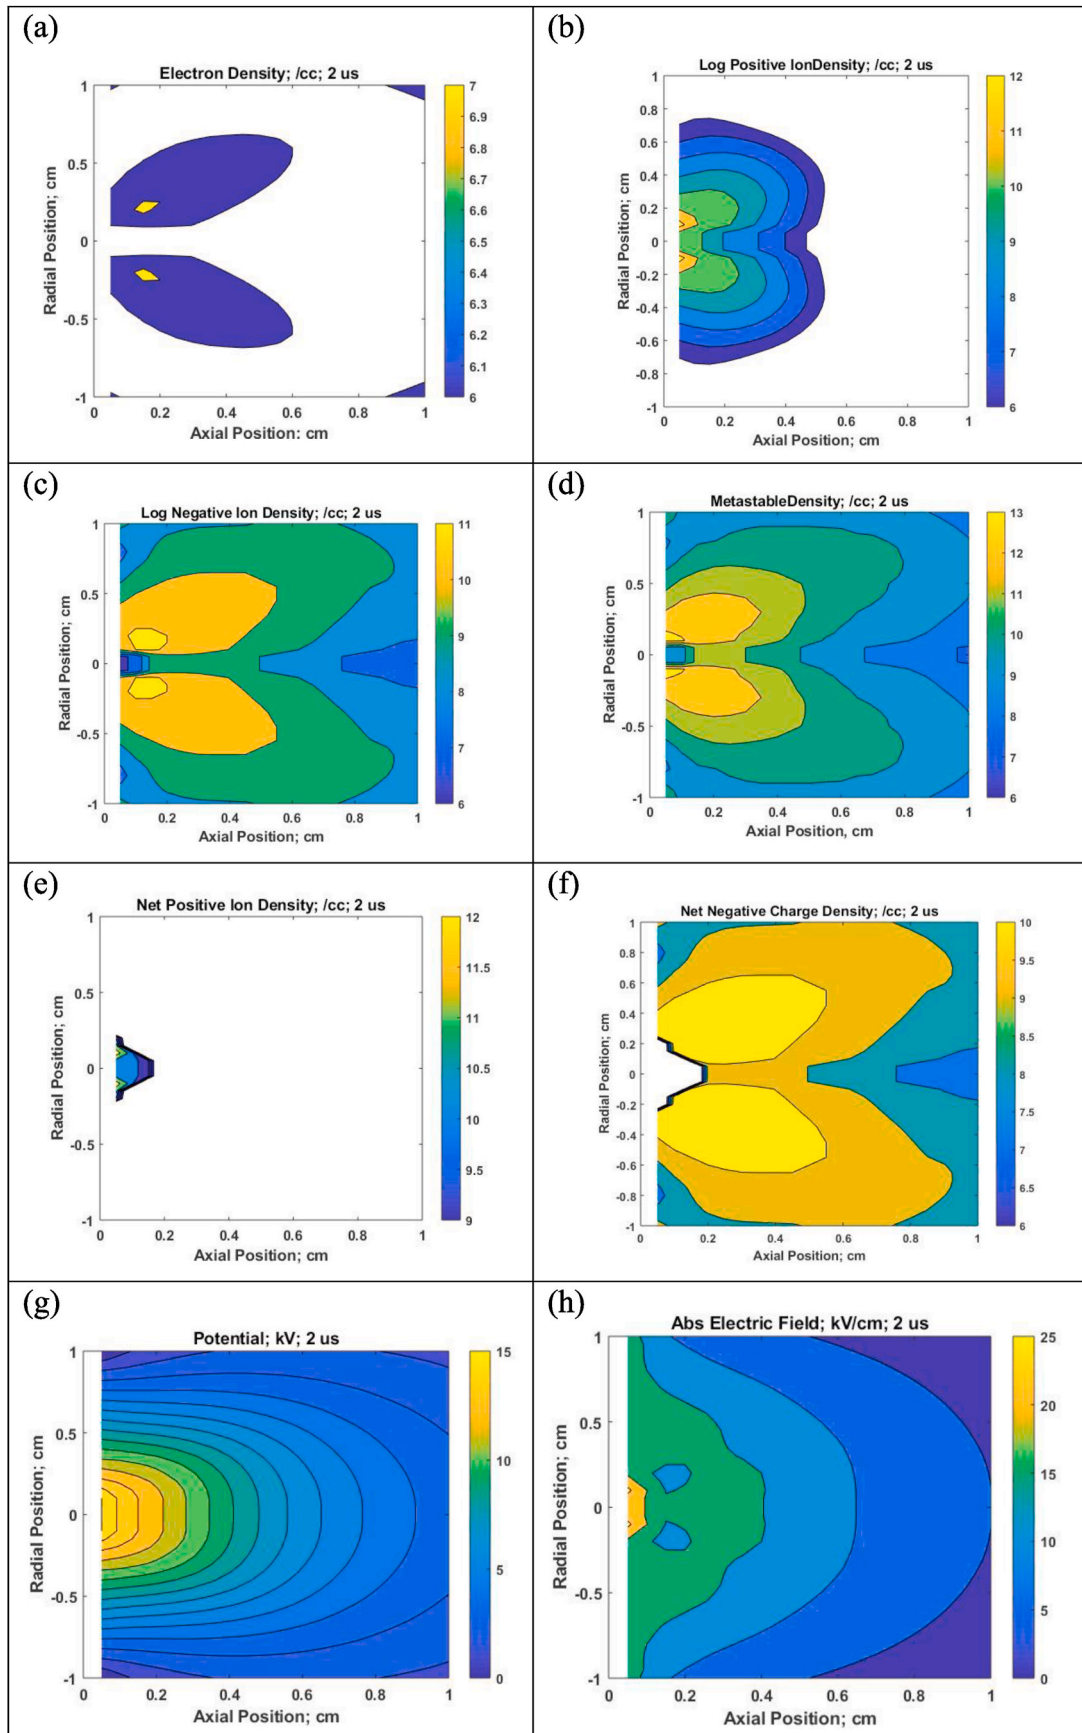 (a)
Electron Density; /cc; 2 us
1
0.5
0
-0.5
-1
Radial Position; cm
0 0.2 0.4 0.6 0.8 1
Axial Position: cm
7
6.9
6.8
6.7
6.6
6.5
6.4
6.3
6.2
6.1
6
(b)
Log Positive IonDensity; /cc; 2 us
1
0.8
0.6
0.4
0.2
0
-0.2
-0.4
-0.6
-0.8
-1
Radial Position; cm
0 0.2 0.4 0.6 0.8 1
Axial Position; cm
12
11
10
9
8
7
6
(c)
Log Negative Ion Density; /cc; 2 us
1
0.5
0
-0.5
-1
Radial Position; cm
0 0.2 0.4 0.6 0.8 1
Axial Position; cm
11
10
9
8
7
6
(d)
MetastableDensity; /cc; 2 us
1
0.5
0
-0.5
-1
Radial Position; cm
0 0.2 0.4 0.6 0.8 1
Axial Position, cm
13
12
11
10
9
8
7
6
(e)
Net Positive Ion Density; /cc; 2 us
1
0.5
0
-0.5
-1
Radial Position; cm
0 0.2 0.4 0.6 0.8 1
Axial Position; cm
12
11.5
11
10.5
10
9.5
9
(f)
Net Negative Charge Density; /cc; 2 us
1
0.8
0.6
0.4
0.2
0
-0.2
-0.4
-0.6
-0.8
-1
Radial Position; cm
0 0.2 0.4 0.6 0.8 1
Axial Position; cm
10
9.5
9
8.5
8
7.5
7
6.5
6
(g)
Potential; kV; 2 us
1
0.5
0
-0.5
-1
Radial Position; cm
0 0.2 0.4 0.6 0.8 1
Axial Position; cm
15
10
5
0
(h)
Abs Electric Field; kV/cm; 2 us
1
0.5
0
-0.5
-1
Radial Position; cm
0 0.2 0.4 0.6 0.8 1
Axial Position; cm
25
20
15
10
5
0